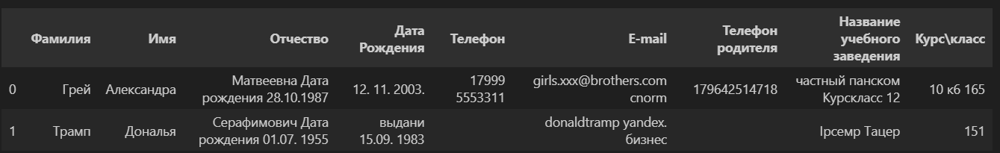 Фамилия Имя Отчество Дата Рождения Телефон E-mail Телефон родителя Название учебного заведения Курс\класс
0 Грей Александра Матвеевна Дата рождения 28.10.1987 12. 11. 2003. 17999 5553311 girls.xxx@brothers.com cnorm 179642514718 частный панском Курскласс 12 10 кб 165
1 Трамп Дональя Серафимович Дата рождения 01.07. 1955 выдани 15.09. 1983 donaldtramp yandex. бизнес Ірсемр Тацер 151